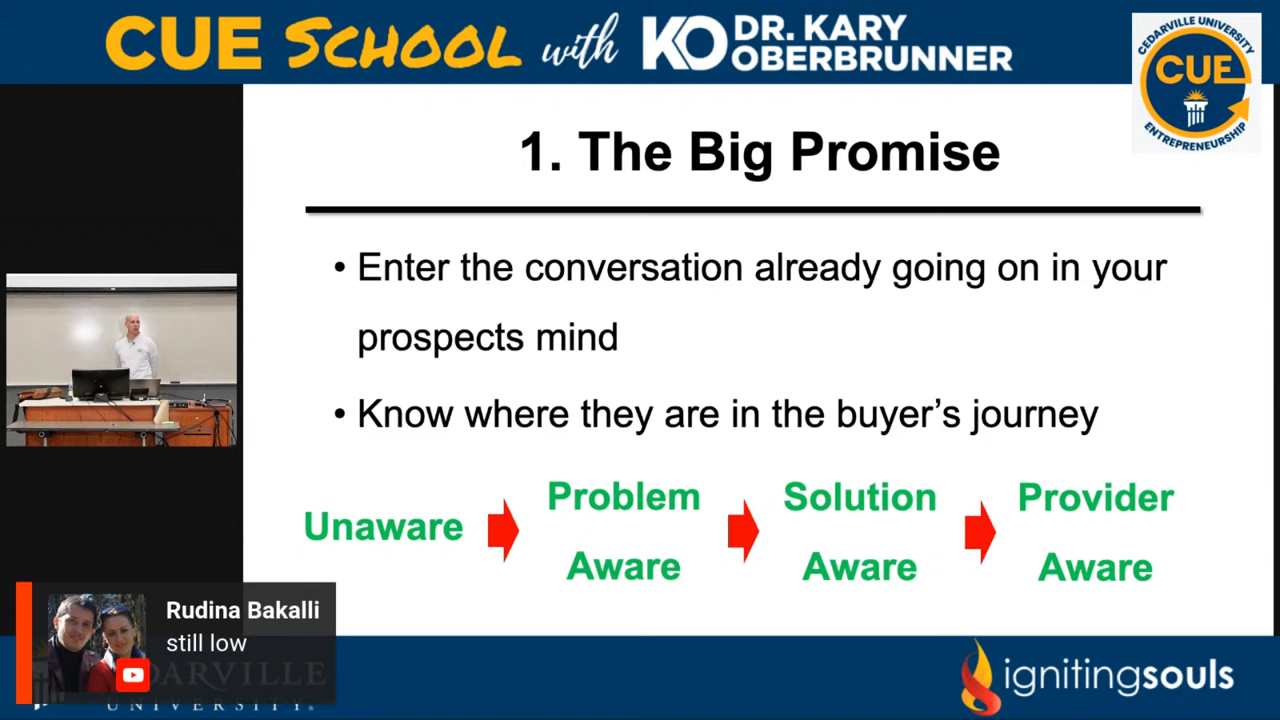 CUE SCHOOL with KO DR. KARY
OBERBRUNNER
CEDARVILLE UNIVERSITY
CUE
ENTREPRENEURSHIP
1. The Big Promise
• Enter the conversation already going on in your
prospects mind
• Know where they are in the buyer’s journey
Unaware
Problem
Aware
Solution
Aware
Provider
Aware
Rudina Bakalli
still low
DARVILLE
UNIVERSITY.®
ignitingsouls